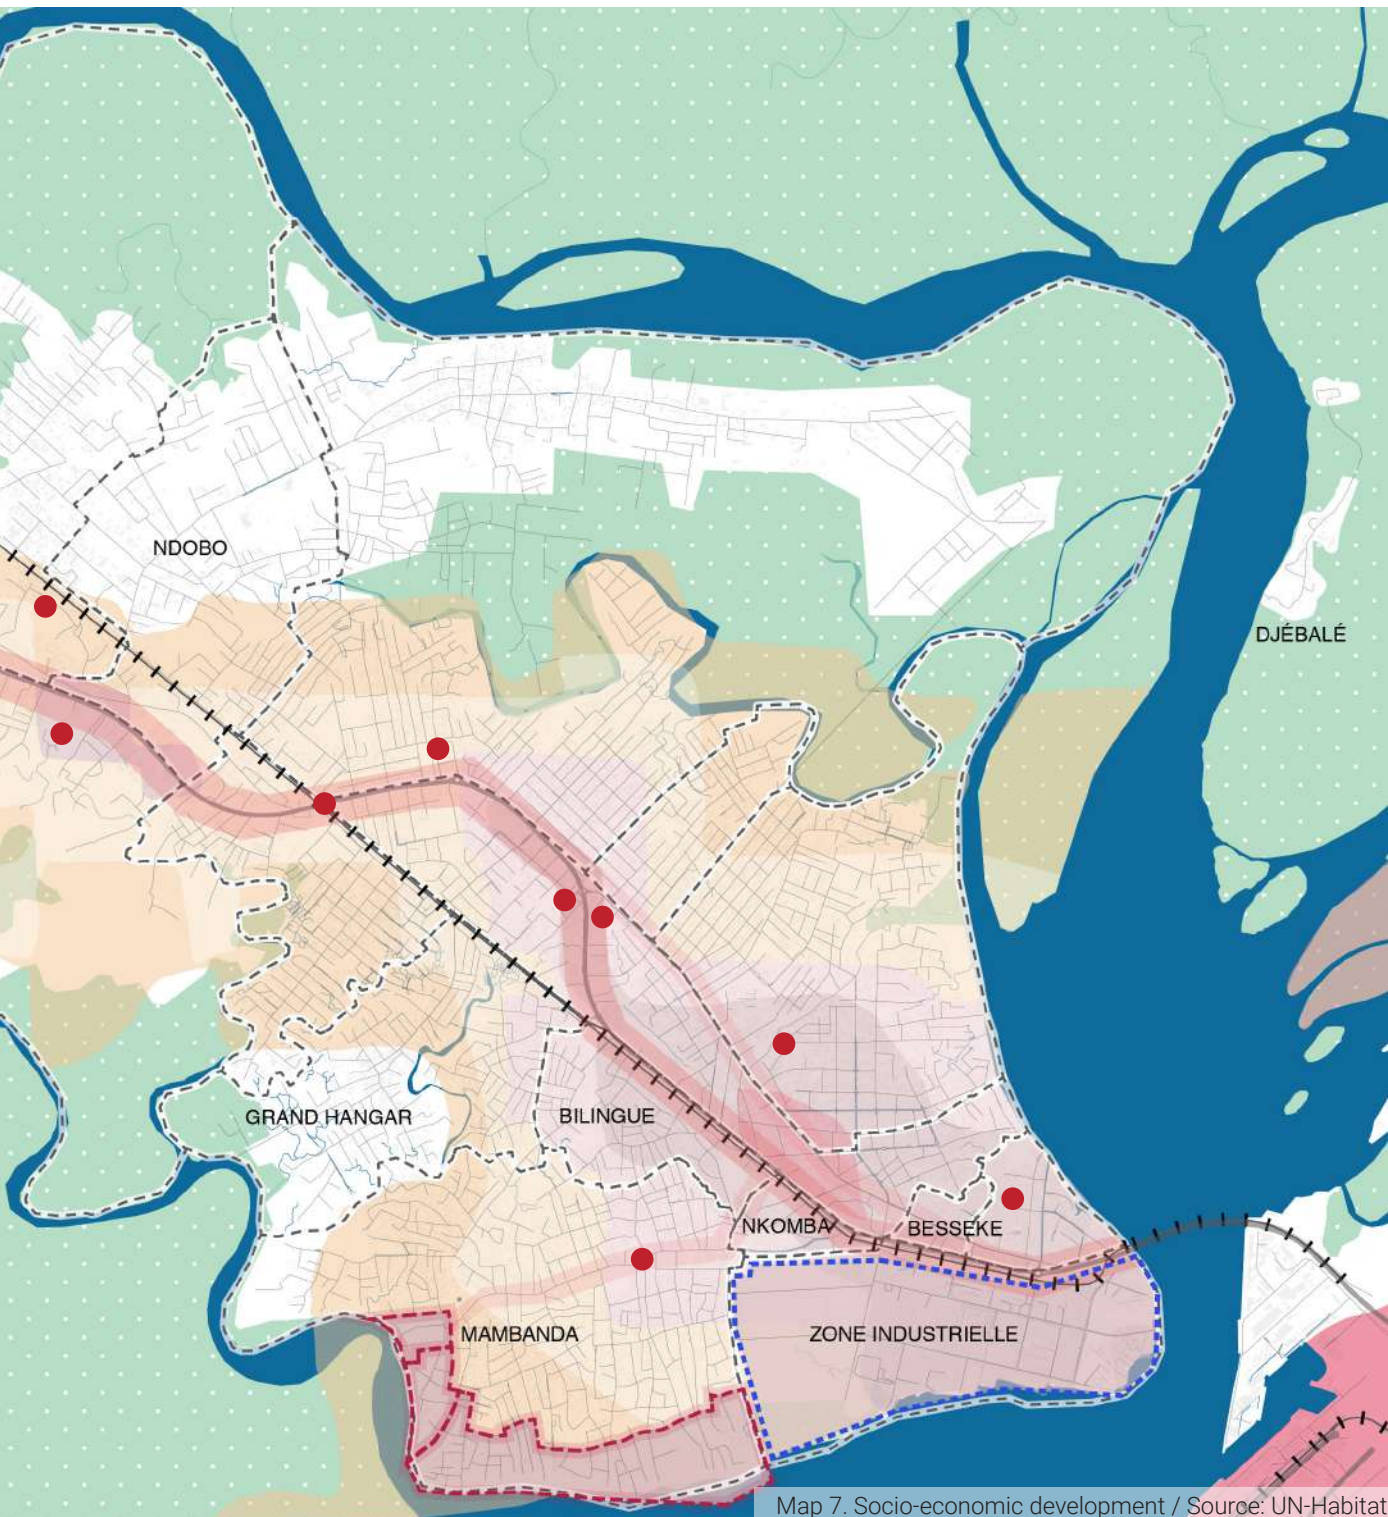 NDOBO
DJÉBALÉ
GRAND HANGAR
BILINGUE
NKOMBA
BESSEKE
MAMBANDA
ZONE INDUSTRIELLE
Map 7. Socio-economic development / Source: UN-Habitat